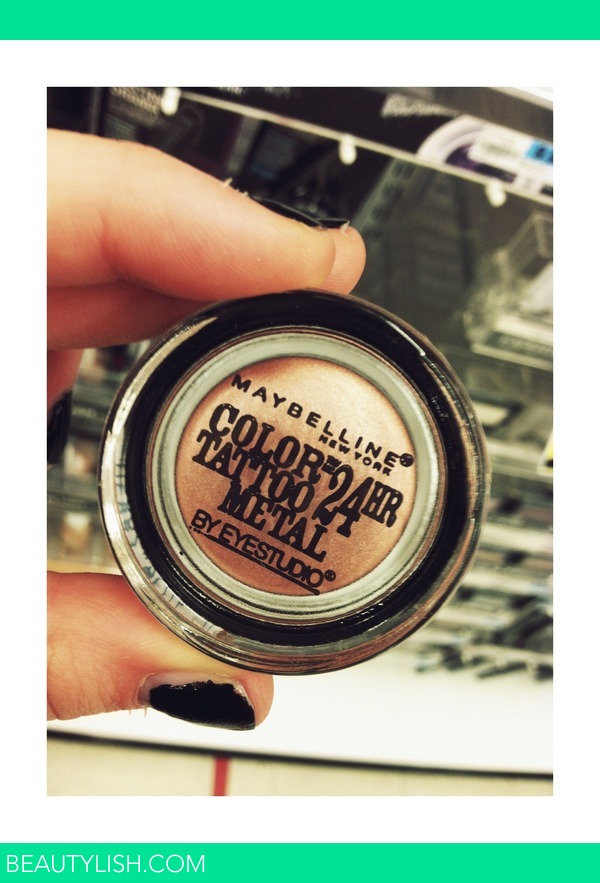 MAYBELLINE®
NEW YORK
COLOR 24HR
TATTOO
METAL
BY EYESTUDIO®
BEAUTYLISH.COM